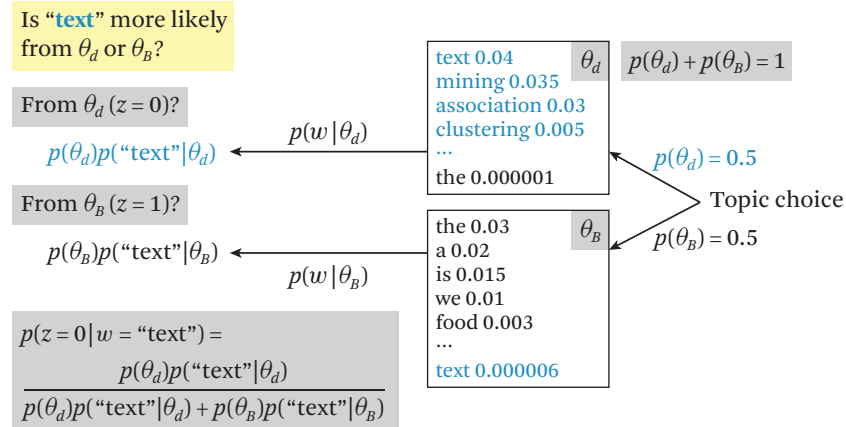 Is “text” more likely
from θ_d or θ_B?
text 0.04
mining 0.035
association 0.03
clustering 0.005
...
the 0.000001
θ_d
p(θ_d) + p(θ_B) = 1
From θ_d (z = 0)?
p(w|θ_d)
p(θ_d)p(“text”|θ_d)
p(θ_d) = 0.5
From θ_B (z = 1)?
Topic choice
the 0.03
a 0.02
is 0.015
we 0.01
food 0.003
...
text 0.000006
θ_B
p(θ_B) = 0.5
p(θ_B)p(“text”|θ_B)
p(w|θ_B)
p(z = 0|w = “text”) =
p(θ_d)p(“text”|θ_d)
p(θ_d)p(“text”|θ_d) + p(θ_B)p(“text”|θ_B)